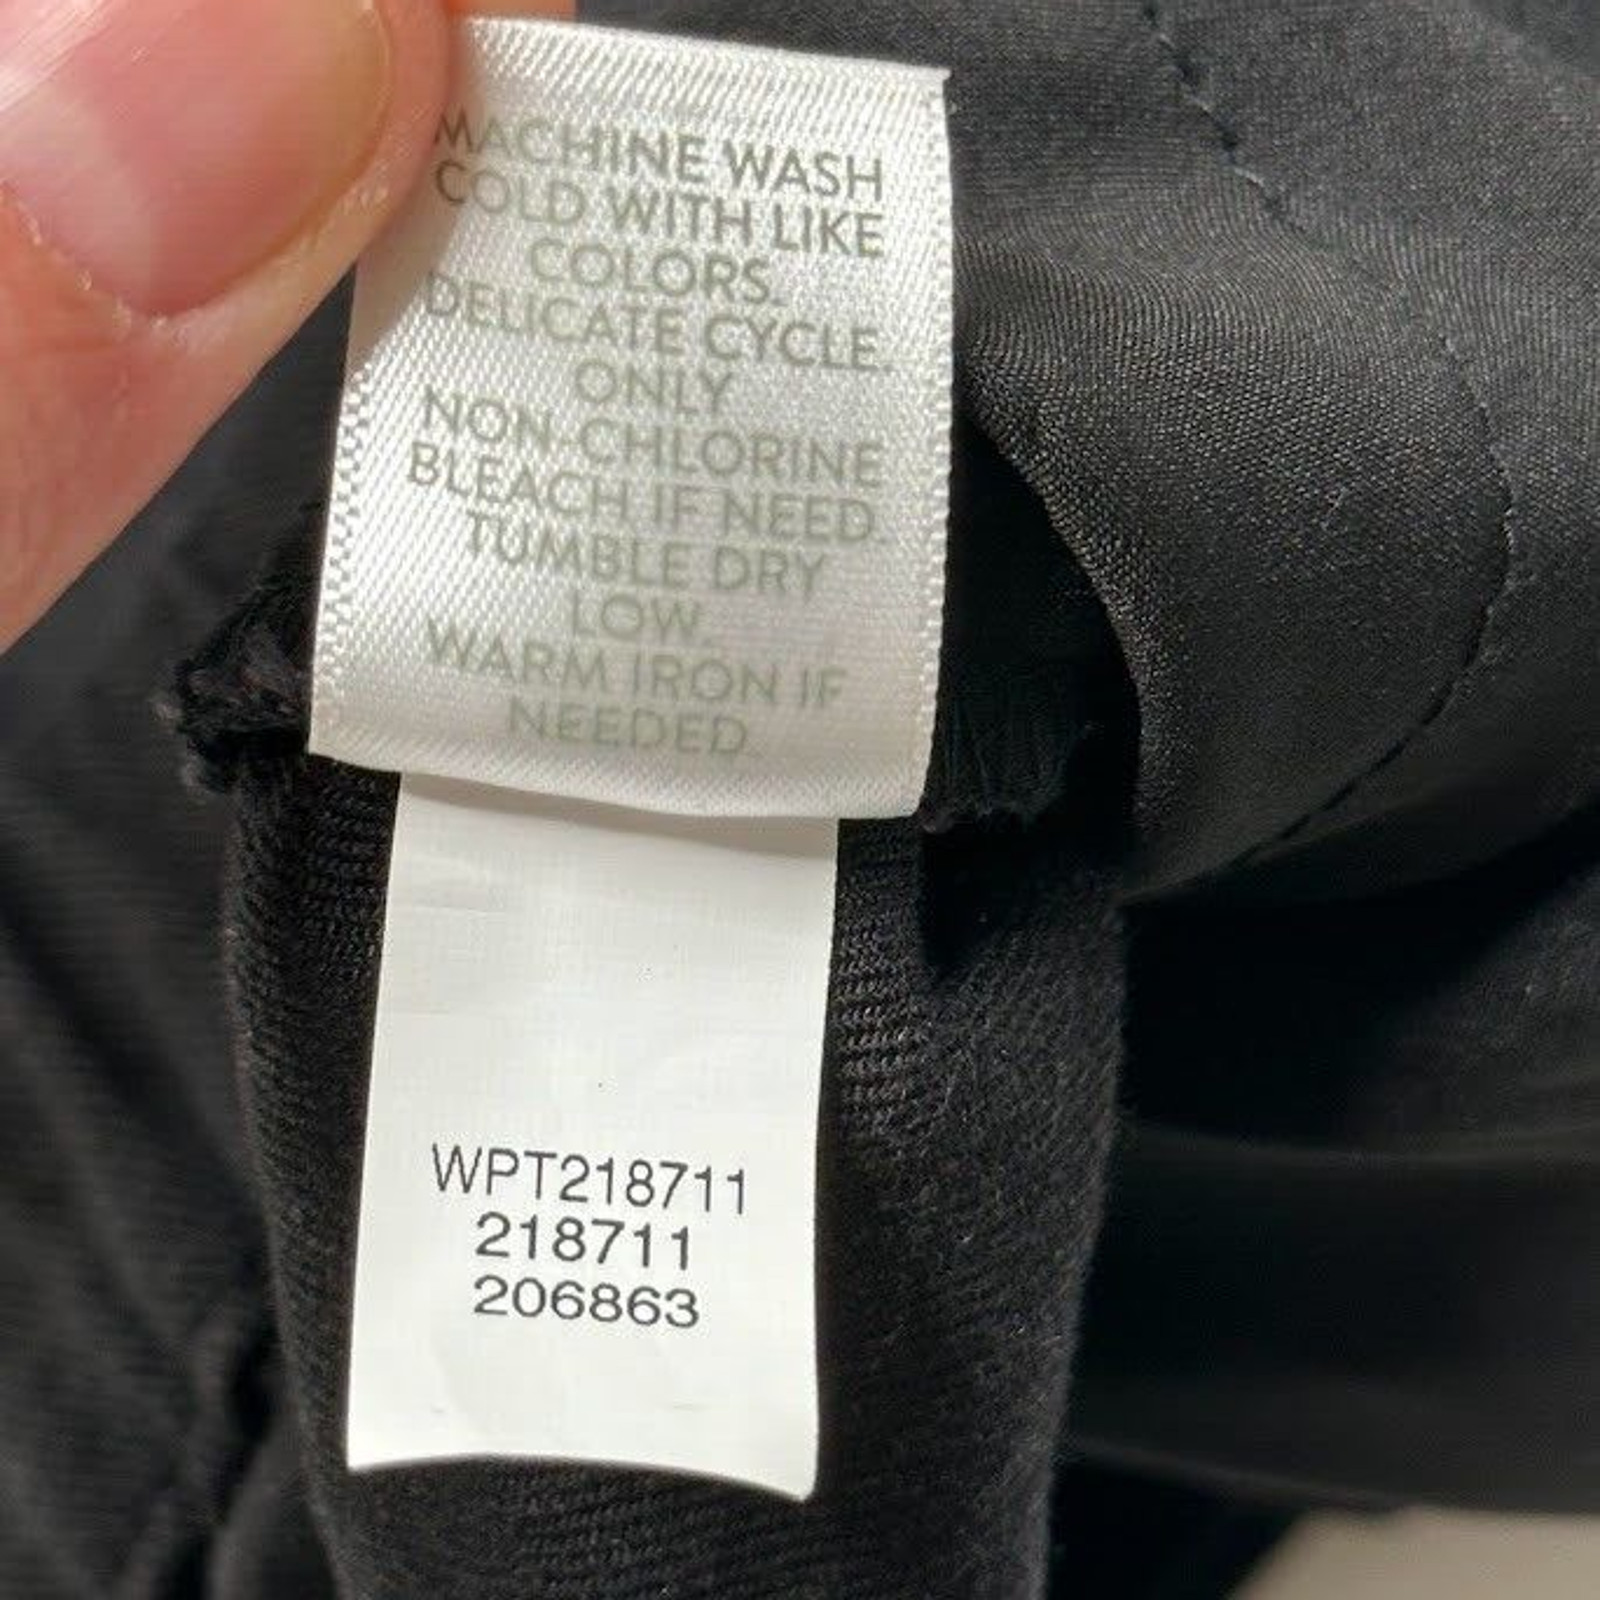 MACHINE WASH
COLD WITH LIKE
COLORS.
DELICATE CYCLE.
ONLY
NON-CHLORINE
BLEACH IF NEED.
TUMBLE DRY
LOW.
WARM IRON IF
NEEDED.
WPT218711
218711
206863